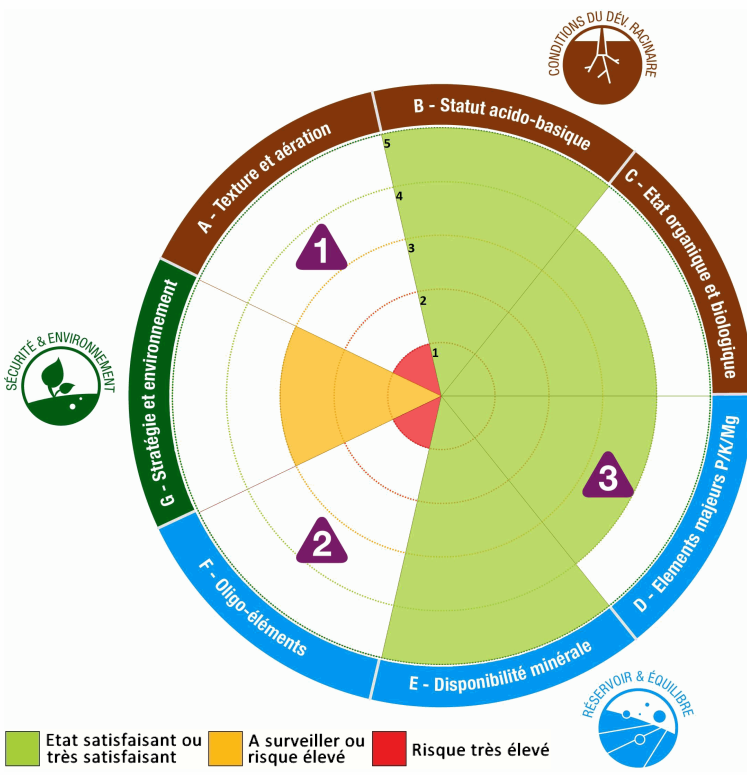 CONDITIONS DU DÉV. RACINAIRE
B - Statut acido-basique
A - Texture et aération
C - Etat organique et biologique
5
4
3
2
1
1
SÉCURITÉ & ENVIRONNEMENT
G - Stratégie et environnement
3
D - Elements majeurs P/K/Mg
2
F - Oligo-éléments
E - Disponibilité minérale
RÉSERVOIR & ÉQUILIBRE
Etat satisfaisant ou
très satisfaisant
A surveiller ou
risque élevé
Risque très élevé